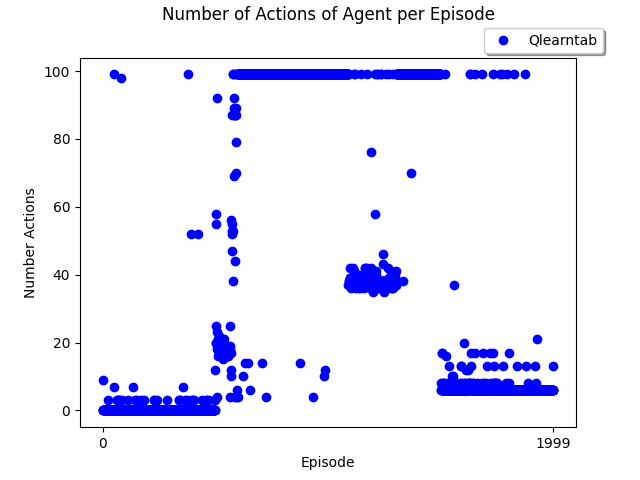 Number of Actions of Agent per Episode
Qlearntab
100
80
60
40
20
0
Number Actions
0 1999
Episode